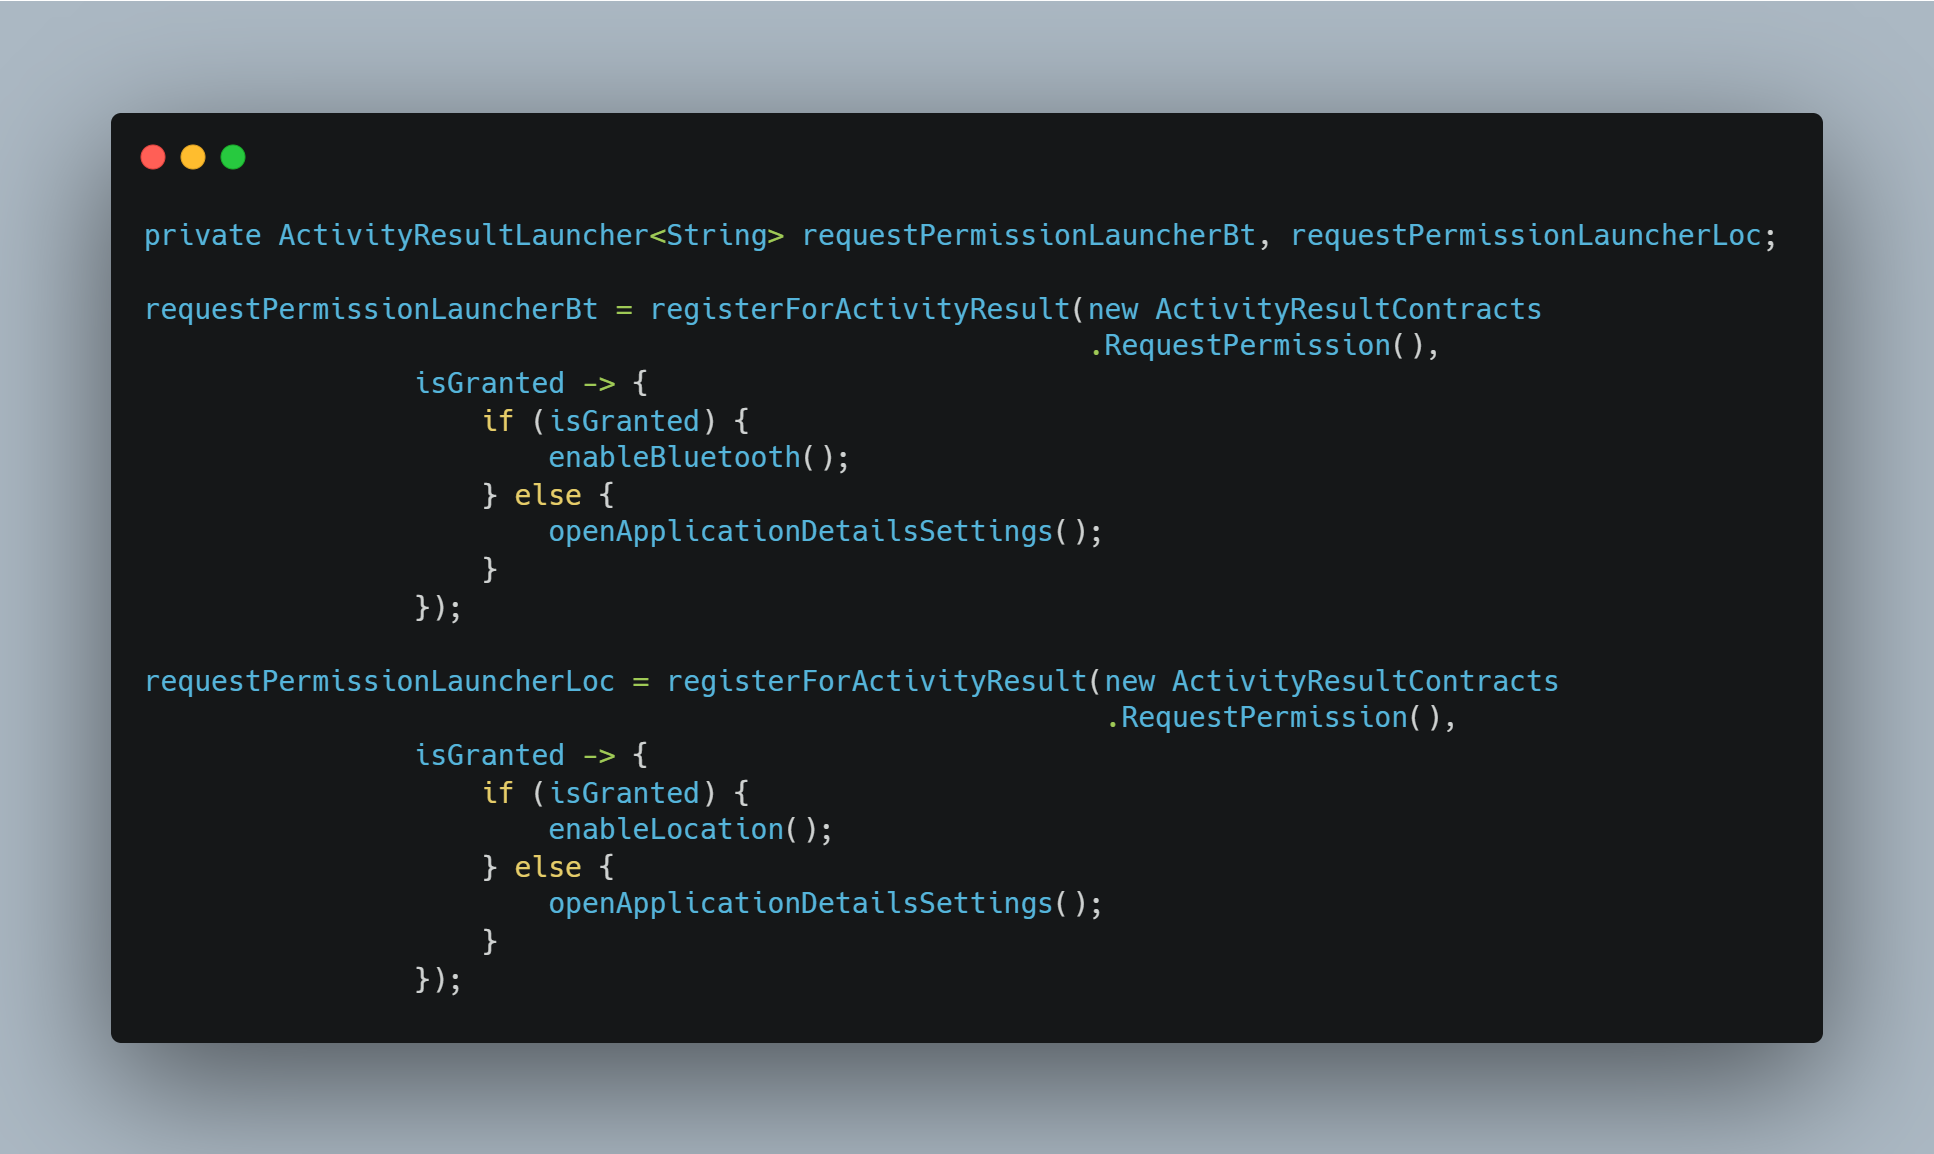 private ActivityResultLauncher<String> requestPermissionLauncherBt, requestPermissionLauncherLoc;

requestPermissionLauncherBt = registerForActivityResult(new ActivityResultContracts
                                                        .RequestPermission(),
                isGranted -> {
                    if (isGranted) {
                        enableBluetooth();
                    } else {
                        openApplicationDetailsSettings();
                    }
                });

requestPermissionLauncherLoc = registerForActivityResult(new ActivityResultContracts
                                                         .RequestPermission(),
                isGranted -> {
                    if (isGranted) {
                        enableLocation();
                    } else {
                        openApplicationDetailsSettings();
                    }
                });